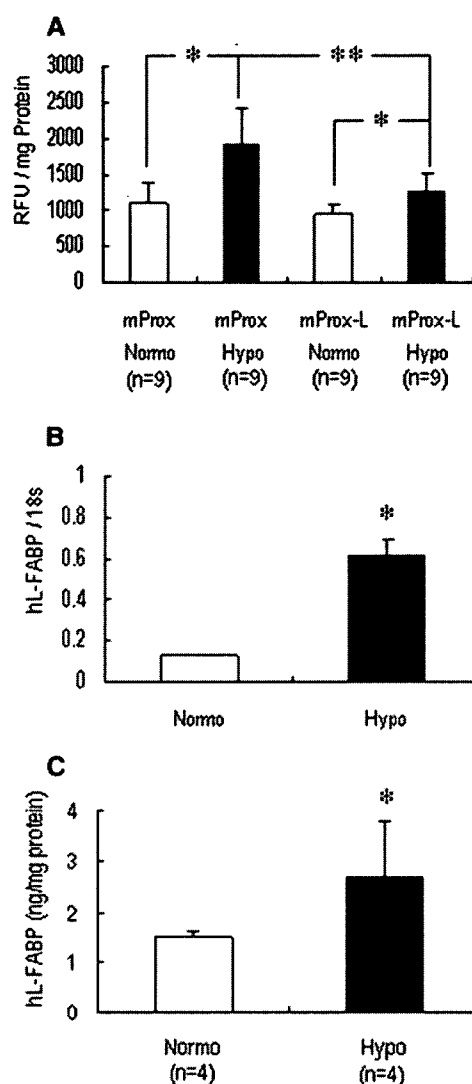 A
* **
*
RFU / mg Protein
3000
2500
2000
1500
1000
500
0
mProx mProx mProx-L mProx-L
Normo Hypo Normo Hypo
(n=9) (n=9) (n=9) (n=9)
B
hL-FABP / 18s
1
0.8
0.6
0.4
0.2
0
*
Normo Hypo
C
hL-FABP (ng/mg protein)
4
3
2
1
0
*
Normo Hypo
(n=4) (n=4)